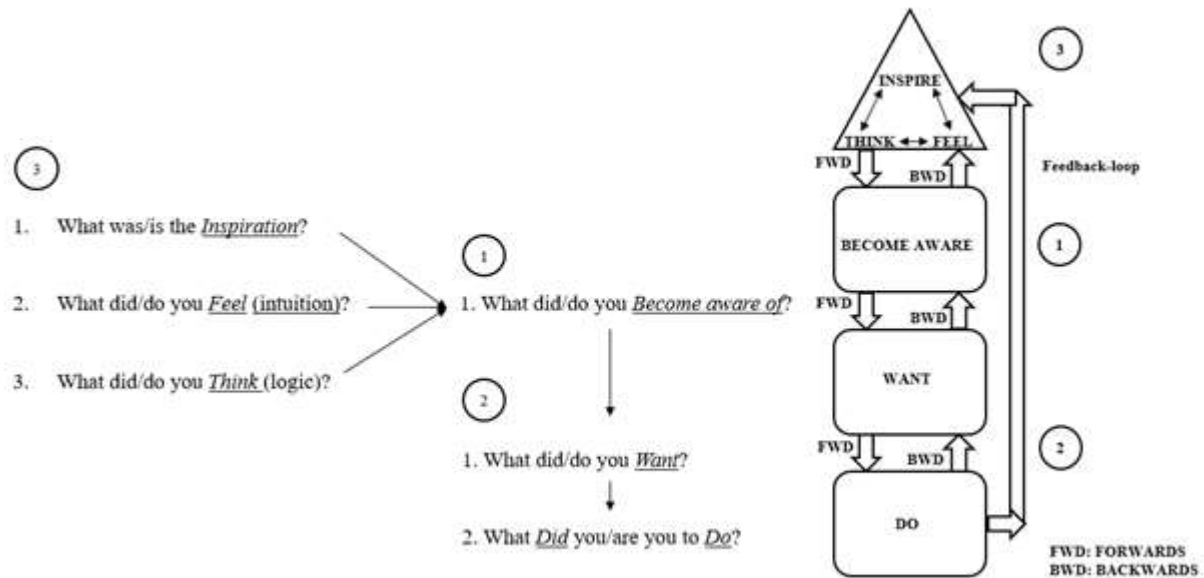 3
1. What was/is the Inspiration?
2. What did/do you Feel (intuition)?
3. What did/do you Think (logic)?
1
1. What did/do you Become aware of?
2
1. What did/do you Want?
2. What Did you/are you to Do?
INSPIRE
THINK FEEL
FWD BWD
BECOME AWARE
FWD BWD
WANT
FWD BWD
DO
3
Feedback-loop
1
2
FWD: FORWARDS
BWD: BACKWARDS